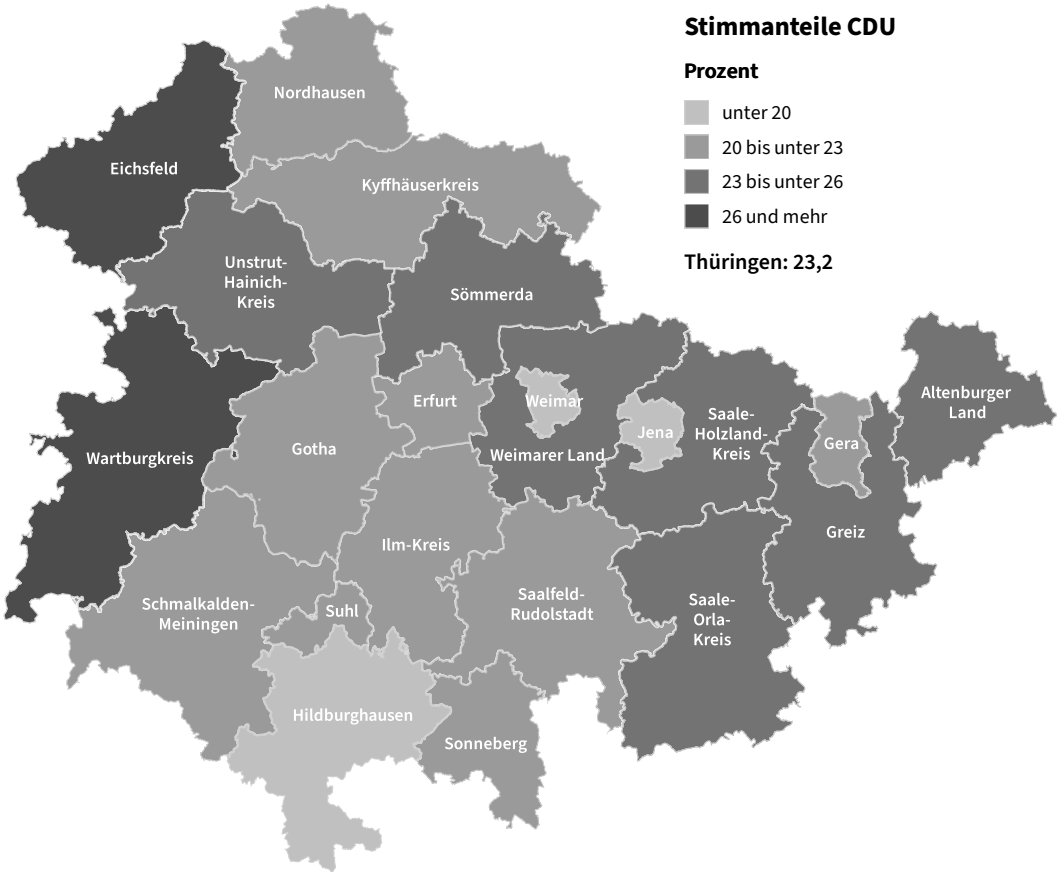 Stimmanteile CDU
Prozent
unter 20
20 bis unter 23
23 bis unter 26
26 und mehr
Thüringen: 23,2
Nordhausen
Eichsfeld
Kyffhäuserkreis
Unstrut-
Hainich-
Kreis
Sömmerda
Altenburger
Land
Erfurt
Weimar
Jena
Saale-
Holzland-
Kreis
Gera
Gotha
Wartburgkreis
Weimarer Land
Greiz
Ilm-Kreis
Saalfeld-
Rudolstadt
Saale-
Orla-
Kreis
Schmalkalden-
Meiningen
Suhl
Hildburghausen
Sonneberg